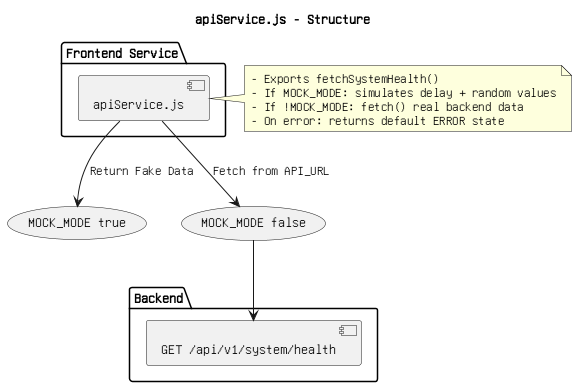 apiService.js - Structure
Frontend Service
apiService.js
- Exports fetchSystemHealth()
- If MOCK_MODE: simulates delay + random values
- If !MOCK_MODE: fetch() real backend data
- On error: returns default ERROR state
Return Fake Data
Fetch from API_URL
MOCK_MODE true
MOCK_MODE false
Backend
GET /api/v1/system/health